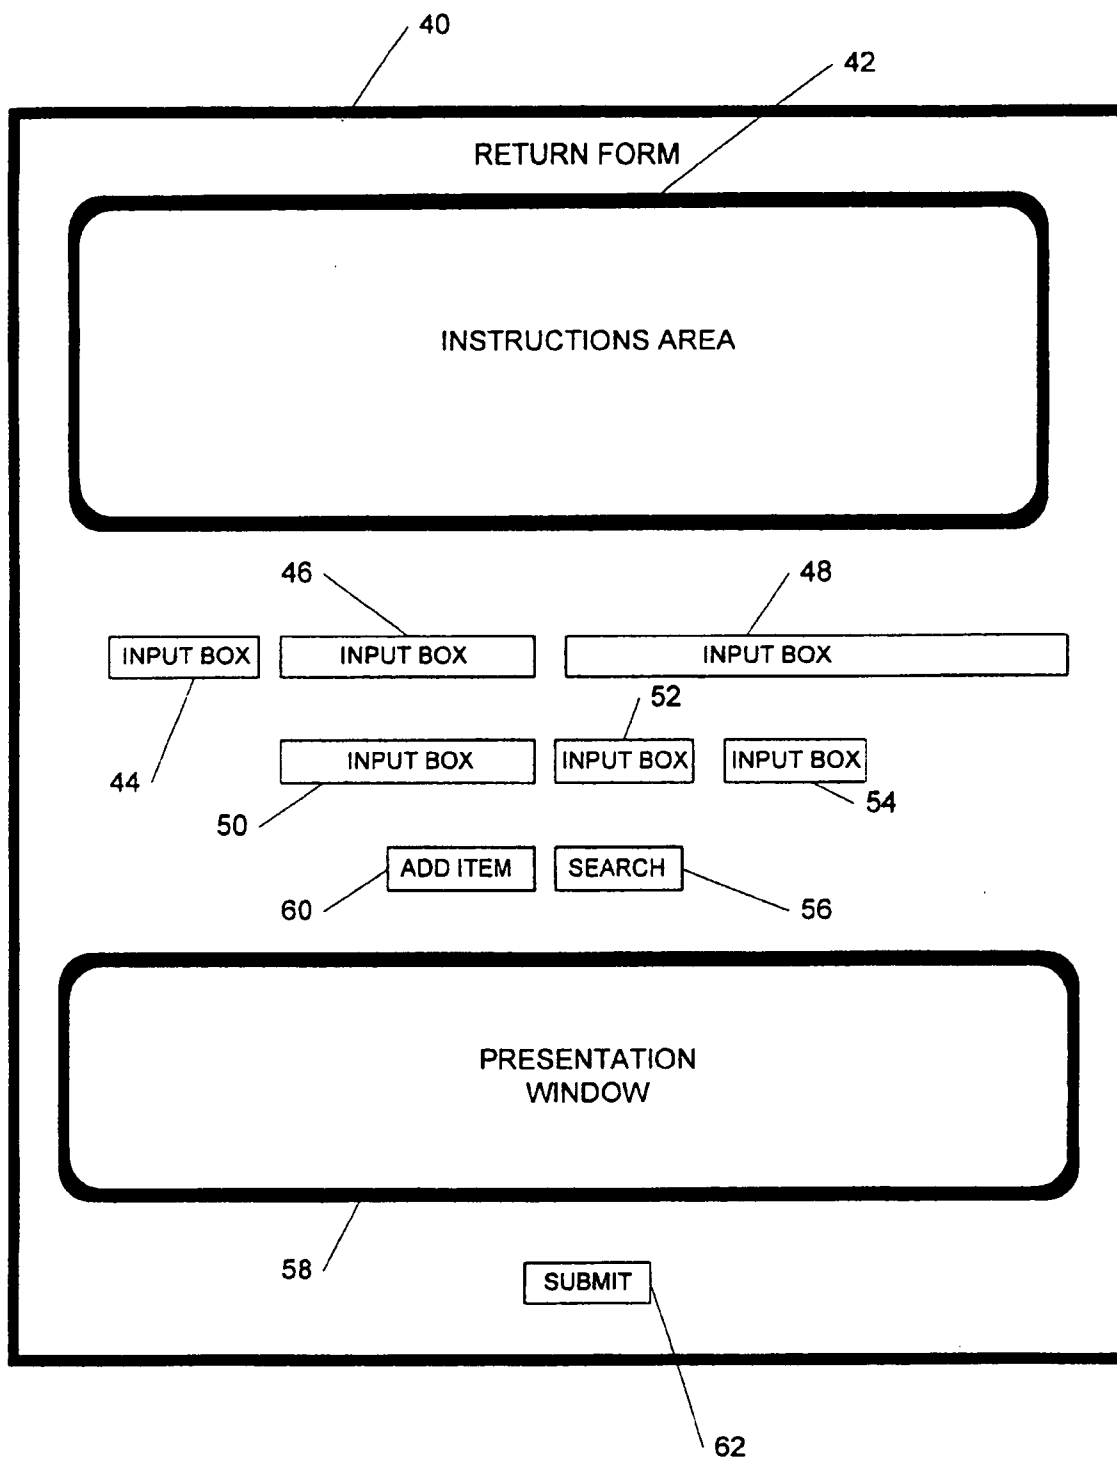 40
42
RETURN FORM
INSTRUCTIONS AREA
46
48
INPUT BOX
INPUT BOX
INPUT BOX
52
INPUT BOX
INPUT BOX
INPUT BOX
44
50
54
ADD ITEM
SEARCH
60
56
PRESENTATION
WINDOW
58
SUBMIT
62